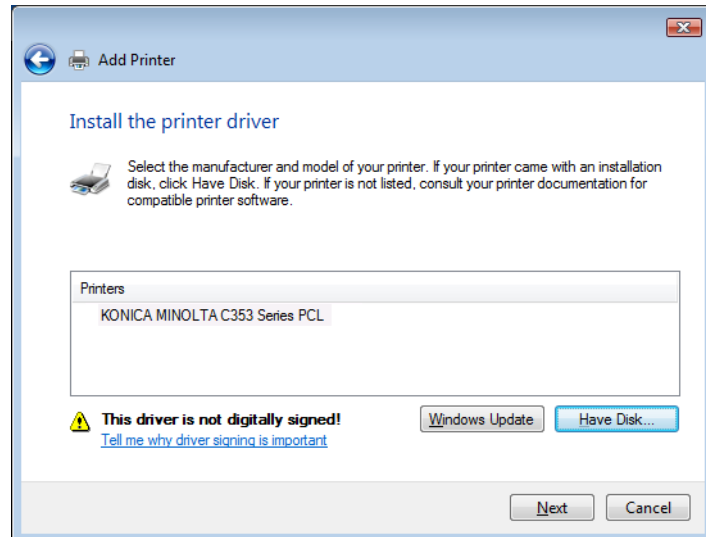 Add Printer
Install the printer driver
Select the manufacturer and model of your printer. If your printer came with an installation
disk, click Have Disk. If your printer is not listed, consult your printer documentation for
compatible printer software.
Printers
KONICA MINOLTA C353 Series PCL
This driver is not digitally signed!
Windows Update
Have Disk...
Tell me why driver signing is important
Next
Cancel